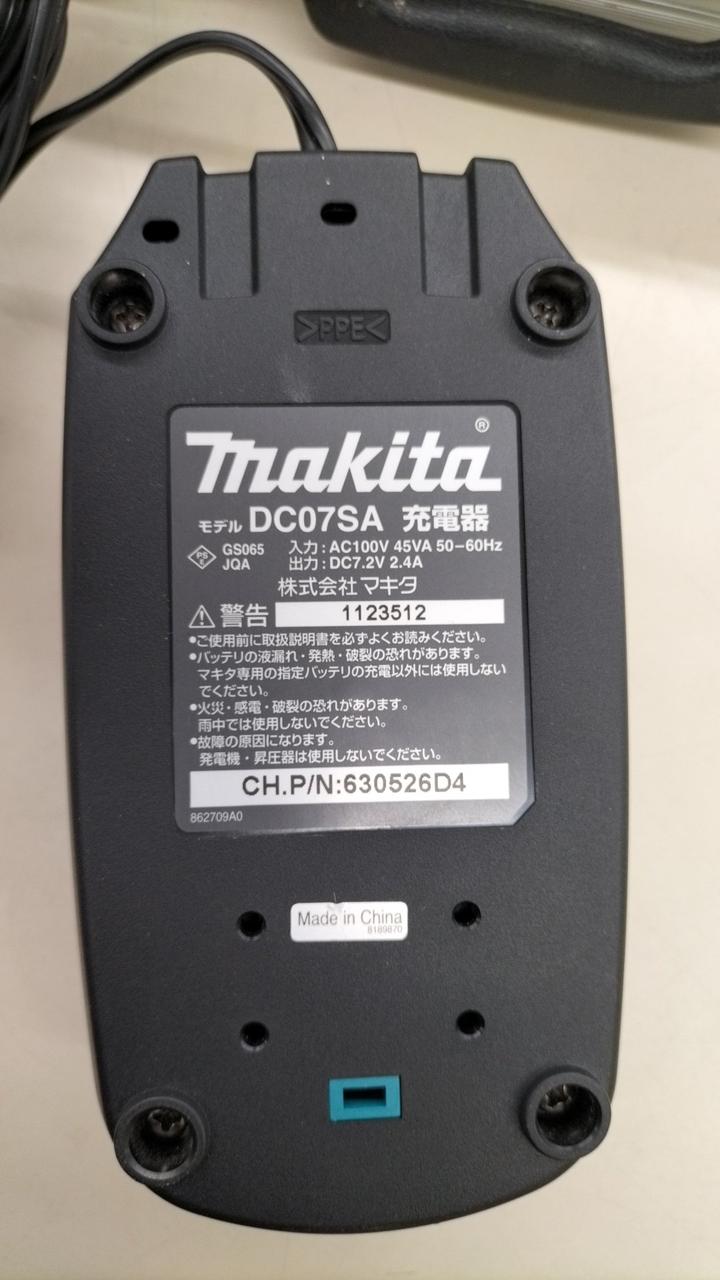 >PPE<
makita®
モデル DC07SA 充電器
PS E GS065 入力 : AC100V 45VA 50-60Hz
JQA 出力 : DC7.2V 2.4A
株式会社マキタ
警告 1123512
●ご使用前に取扱説明書を必ずよくお読みください。
●バッテリの液漏れ・発熱・破裂の恐れがあります。
マキタ専用の指定バッテリの充電以外には使用しない
でください。
●火災・感電・破裂の恐れがあります。
雨中では使用しないでください。
●故障の原因になります。
発電機・昇圧器は使用しないでください。
CH.P/N:630526D4
862709A0
Made in China
8189870